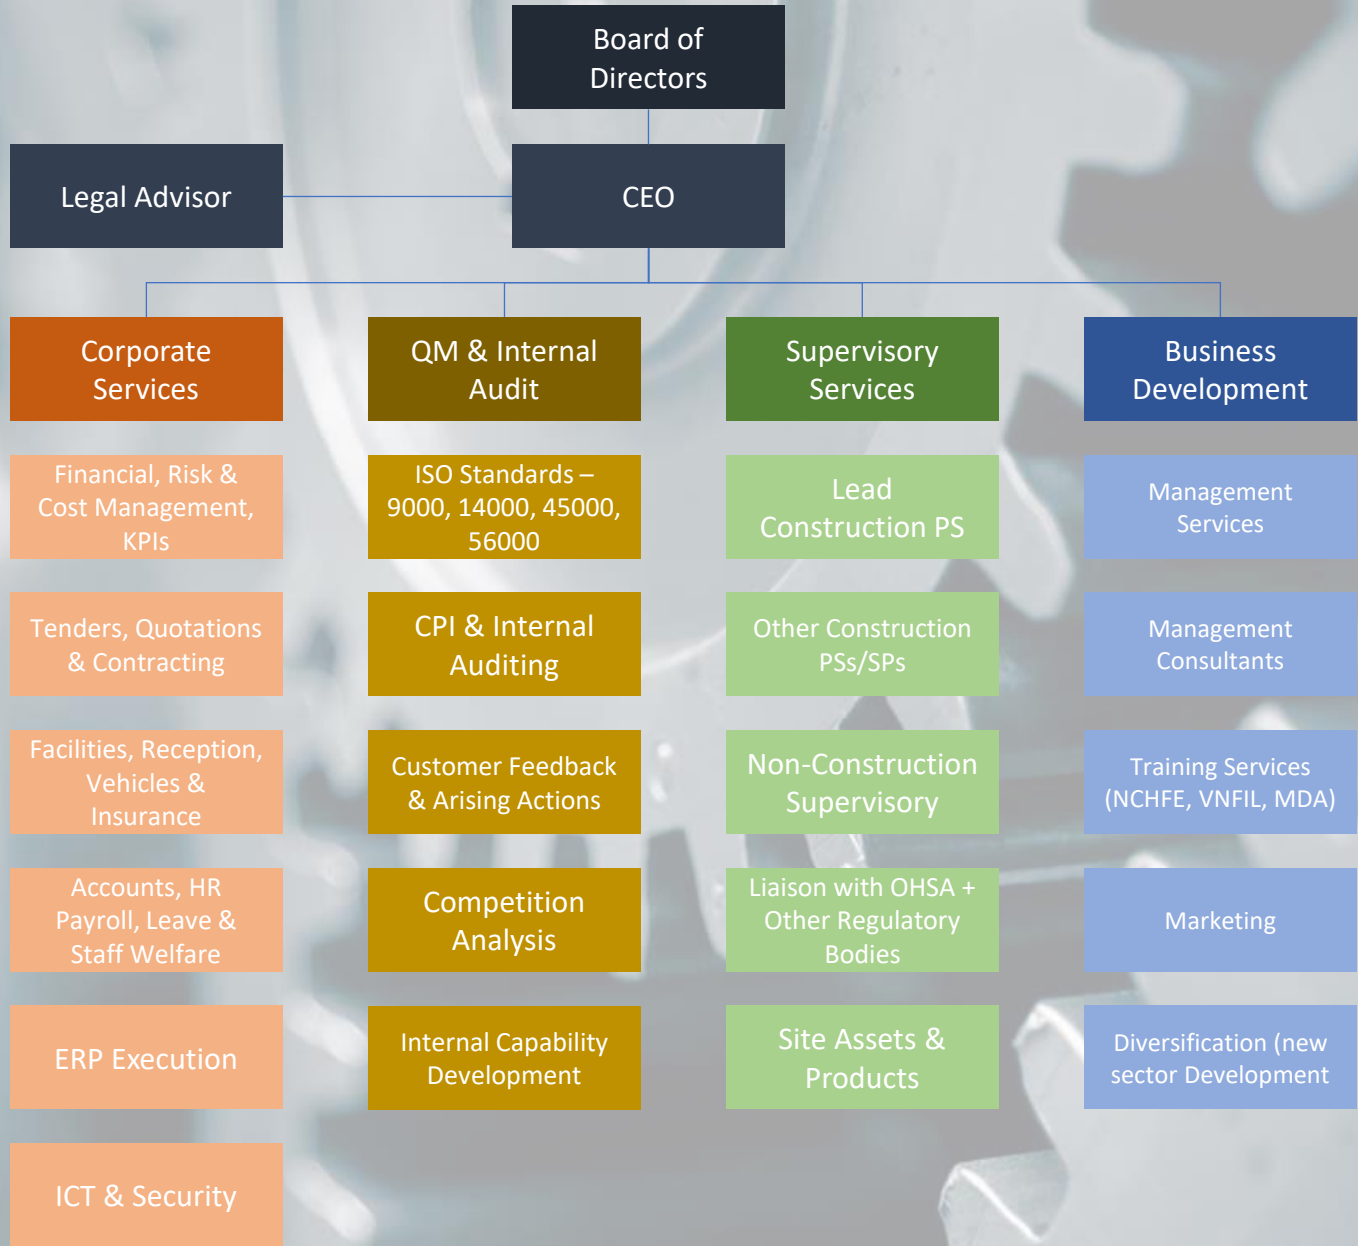 Board of
Directors
Legal Advisor
CEO
Corporate
Services
QM & Internal
Audit
Supervisory
Services
Business
Development
Financial, Risk &
Cost Management,
KPIs
ISO Standards –
9000, 14000, 45000,
56000
Lead
Construction PS
Management
Services
Tenders, Quotations
& Contracting
CPI & Internal
Auditing
Other Construction
PSs/SPs
Management
Consultants
Facilities, Reception,
Vehicles &
Insurance
Customer Feedback
& Arising Actions
Non-Construction
Supervisory
Training Services
(NCHFE, VNFIL, MDA)
Accounts, HR
Payroll, Leave &
Staff Welfare
Competition
Analysis
Liaison with OHSA +
Other Regulatory
Bodies
Marketing
ERP Execution
Internal Capability
Development
Site Assets &
Products
Diversification (new
sector Development
ICT & Security